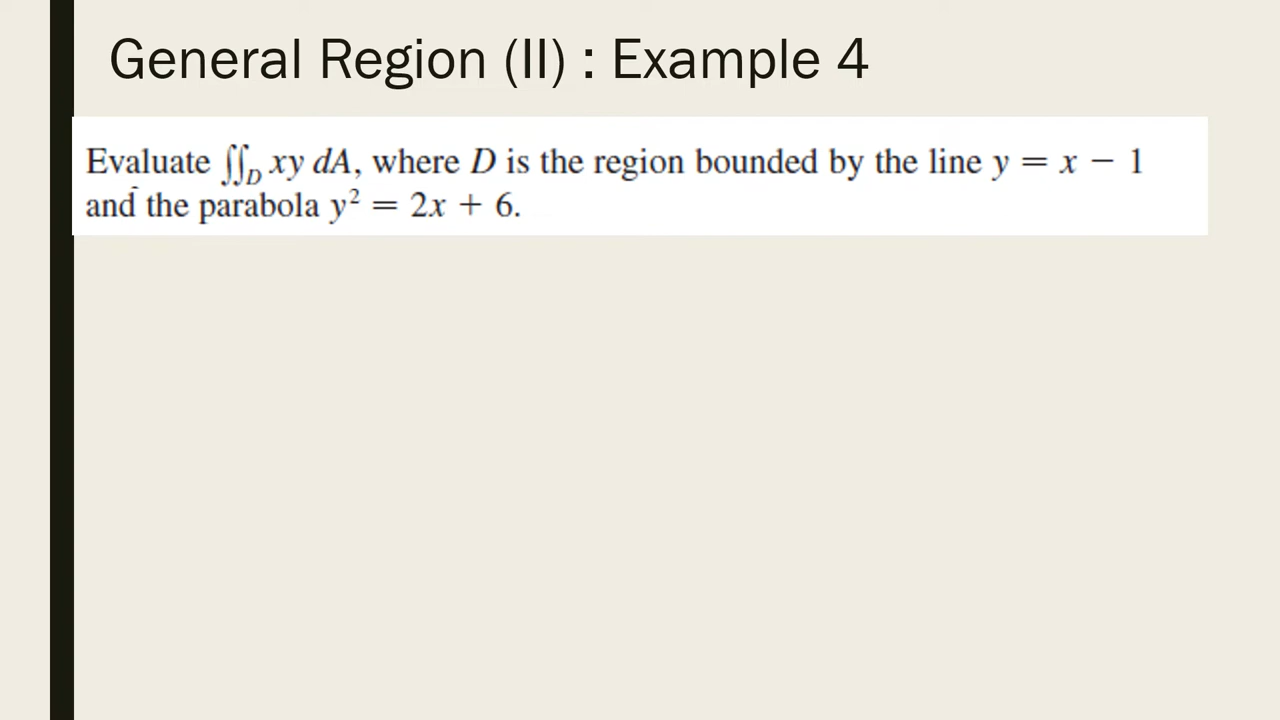 General Region (II) : Example 4
Evaluate ∬_D xy dA, where D is the region bounded by the line y = x − 1
and the parabola y² = 2x + 6.